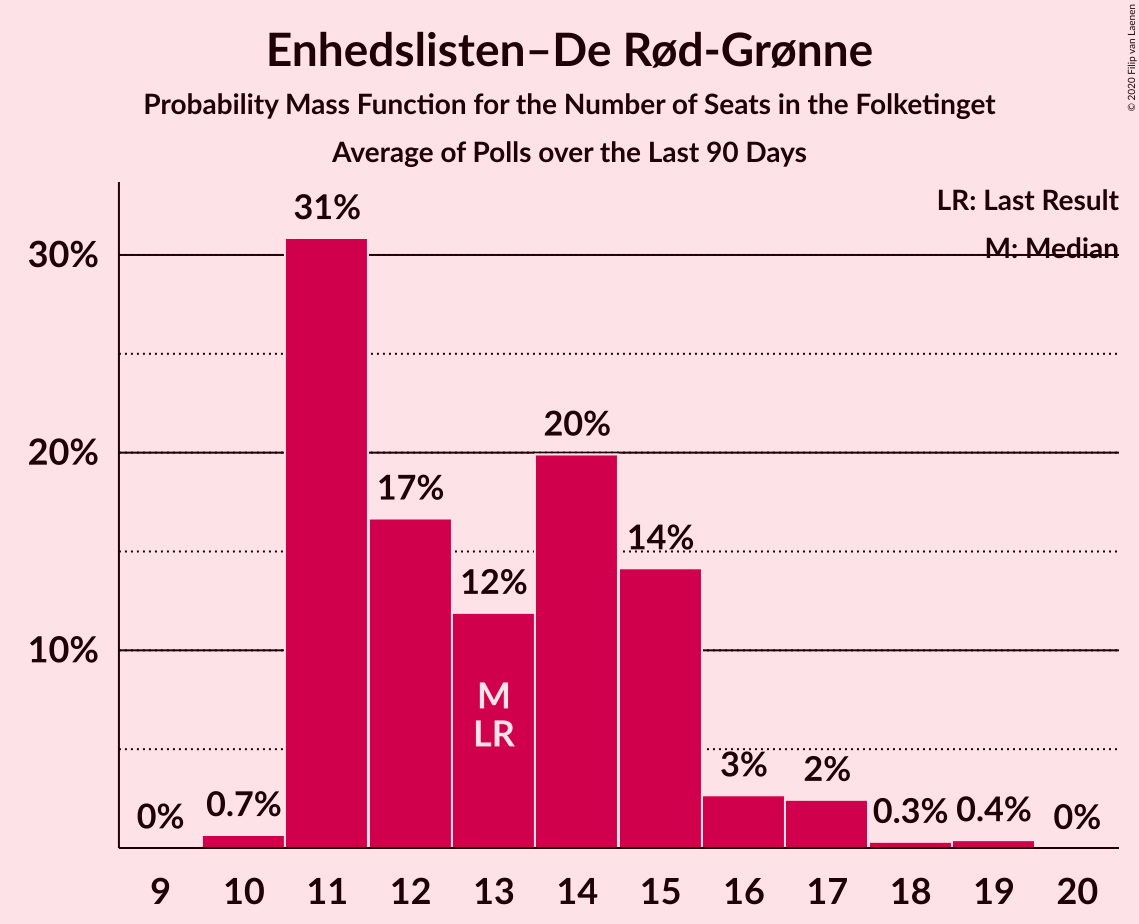 Enhedslisten–De Rød-Grønne
Probability Mass Function for the Number of Seats in the Folketinget
Average of Polls over the Last 90 Days
© 2020 Filip van Laenen
LR: Last Result
M: Median
30%
20%
10%
0%
0.7%
31%
17%
12%
20%
14%
3%
2%
0.3%
0.4%
0%
M
LR
9 10 11 12 13 14 15 16 17 18 19 20